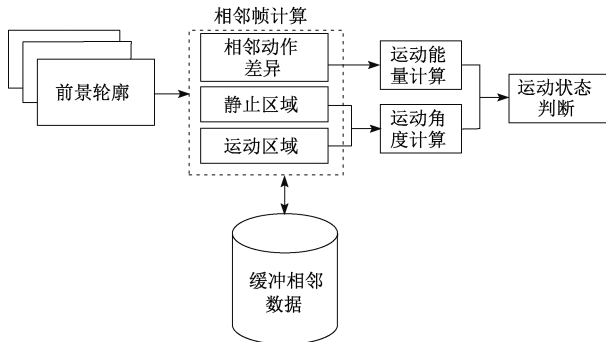 相邻帧计算
前景轮廓
相邻动作
差异
静止区域
运动区域
运动能
量计算
运动角
度计算
运动状态
判断
缓冲相邻
数据